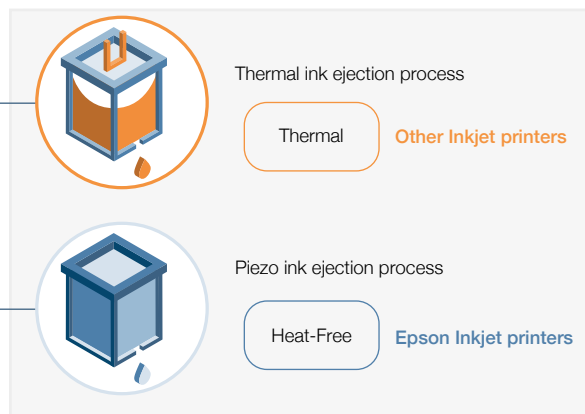 Thermal ink ejection process
Thermal
Other Inkjet printers
Piezo ink ejection process
Heat-Free
Epson Inkjet printers